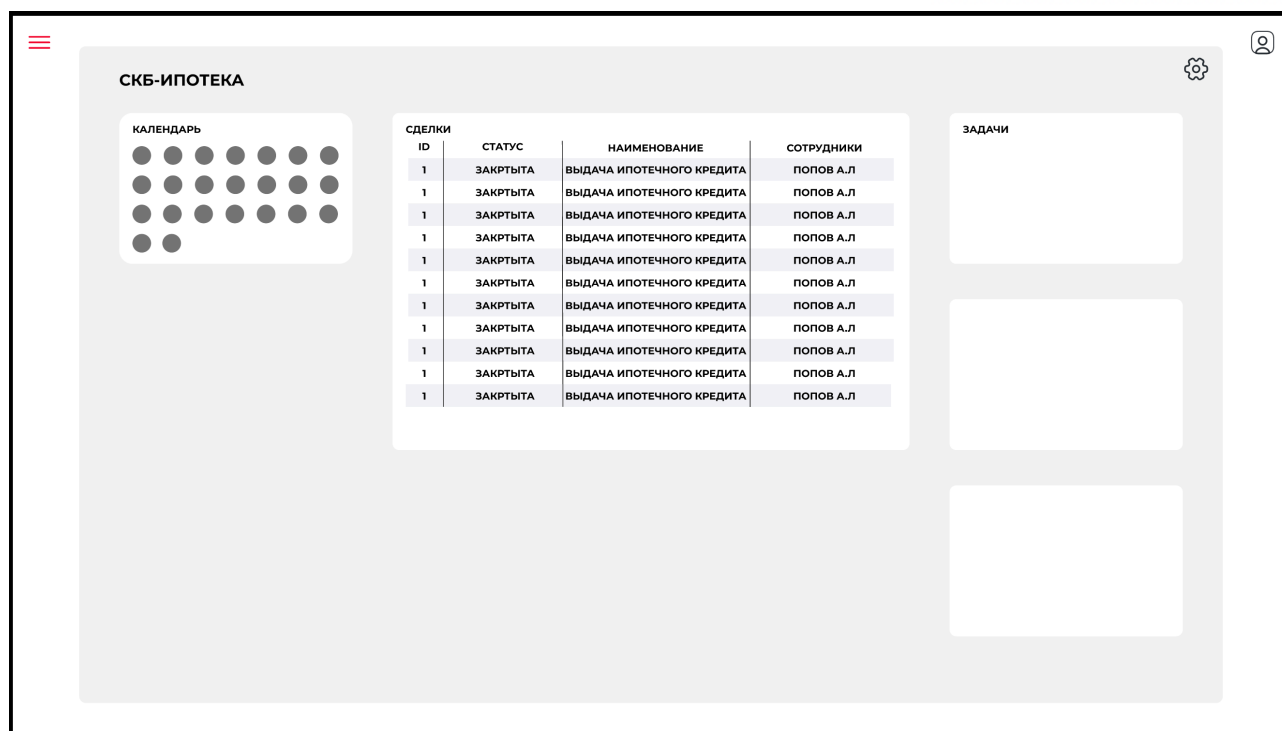 СКБ-ИПОТЕКА
КАЛЕНДАРЬ
СДЕЛКИ
ID СТАТУС НАИМЕНОВАНИЕ СОТРУДНИКИ
1 ЗАКРТЫТА ВЫДАЧА ИПОТЕЧНОГО КРЕДИТА ПОПОВ А.Л
1 ЗАКРТЫТА ВЫДАЧА ИПОТЕЧНОГО КРЕДИТА ПОПОВ А.Л
1 ЗАКРТЫТА ВЫДАЧА ИПОТЕЧНОГО КРЕДИТА ПОПОВ А.Л
1 ЗАКРТЫТА ВЫДАЧА ИПОТЕЧНОГО КРЕДИТА ПОПОВ А.Л
1 ЗАКРТЫТА ВЫДАЧА ИПОТЕЧНОГО КРЕДИТА ПОПОВ А.Л
1 ЗАКРТЫТА ВЫДАЧА ИПОТЕЧНОГО КРЕДИТА ПОПОВ А.Л
1 ЗАКРТЫТА ВЫДАЧА ИПОТЕЧНОГО КРЕДИТА ПОПОВ А.Л
1 ЗАКРТЫТА ВЫДАЧА ИПОТЕЧНОГО КРЕДИТА ПОПОВ А.Л
1 ЗАКРТЫТА ВЫДАЧА ИПОТЕЧНОГО КРЕДИТА ПОПОВ А.Л
1 ЗАКРТЫТА ВЫДАЧА ИПОТЕЧНОГО КРЕДИТА ПОПОВ А.Л
1 ЗАКРТЫТА ВЫДАЧА ИПОТЕЧНОГО КРЕДИТА ПОПОВ А.Л
ЗАДАЧИ